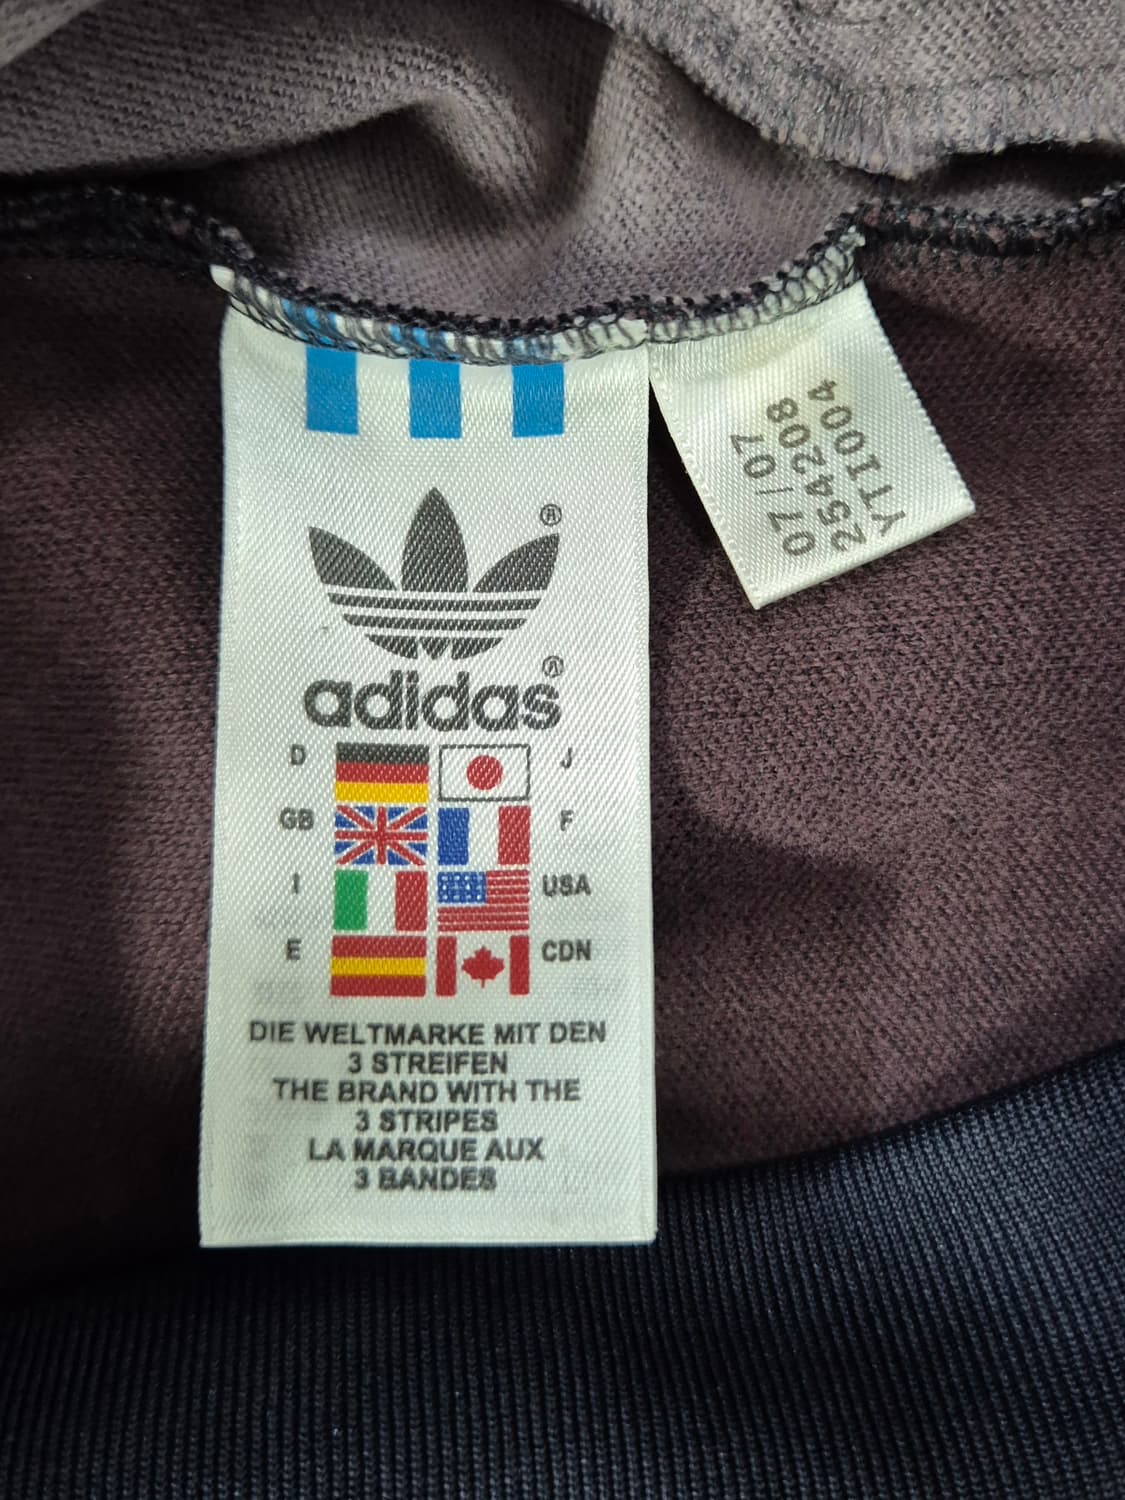 ®
adidas®
D J
GB F
I USA
E CDN
DIE WELTMARKE MIT DEN
3 STREIFEN
THE BRAND WITH THE
3 STRIPES
LA MARQUE AUX
3 BANDES
07/07
254208
YT1004